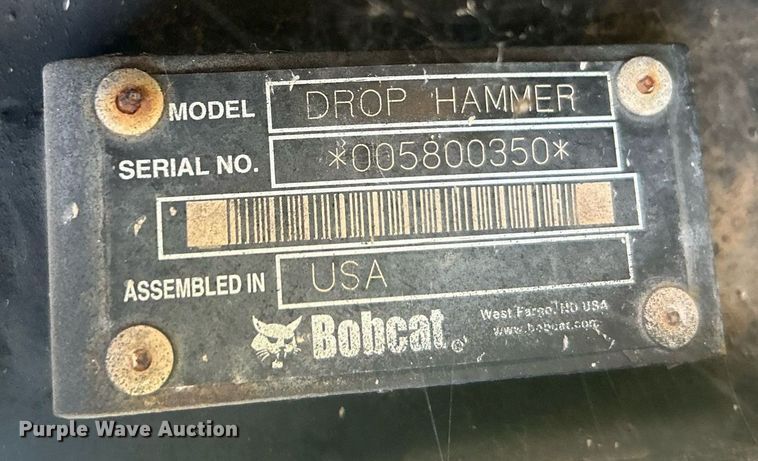 MODEL DROP HAMMER
SERIAL NO. *005800350*
ASSEMBLED IN USA
Bobcat®
West Fargo, ND USA
www.bobcat.com
Purple Wave Auction